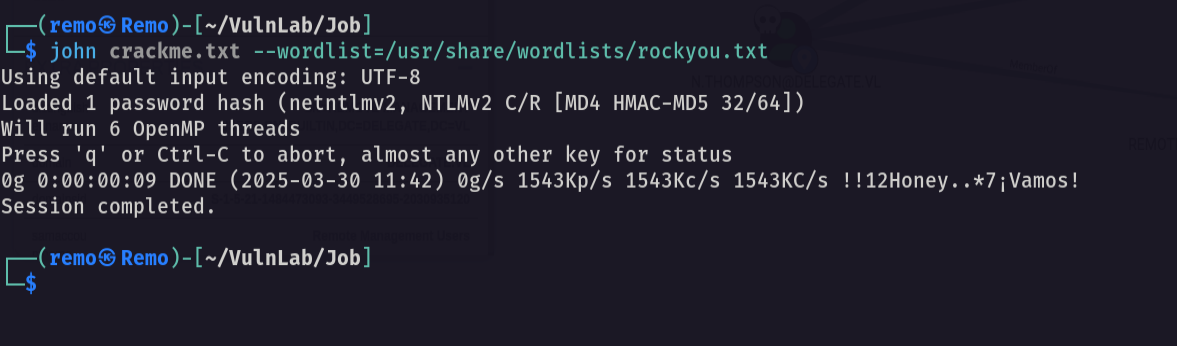 ┌──(remo㉿Remo)-[~/VulnLab/Job]
└─$ john crackme.txt --wordlist=/usr/share/wordlists/rockyou.txt
Using default input encoding: UTF-8
Loaded 1 password hash (netntlmv2, NTLMv2 C/R [MD4 HMAC-MD5 32/64])
Will run 6 OpenMP threads
Press 'q' or Ctrl-C to abort, almost any other key for status
0g 0:00:00:09 DONE (2025-03-30 11:42) 0g/s 1543Kp/s 1543Kc/s 1543KC/s !!12Honey..*7¡Vamos!
Session completed.
┌──(remo㉿Remo)-[~/VulnLab/Job]
└─$